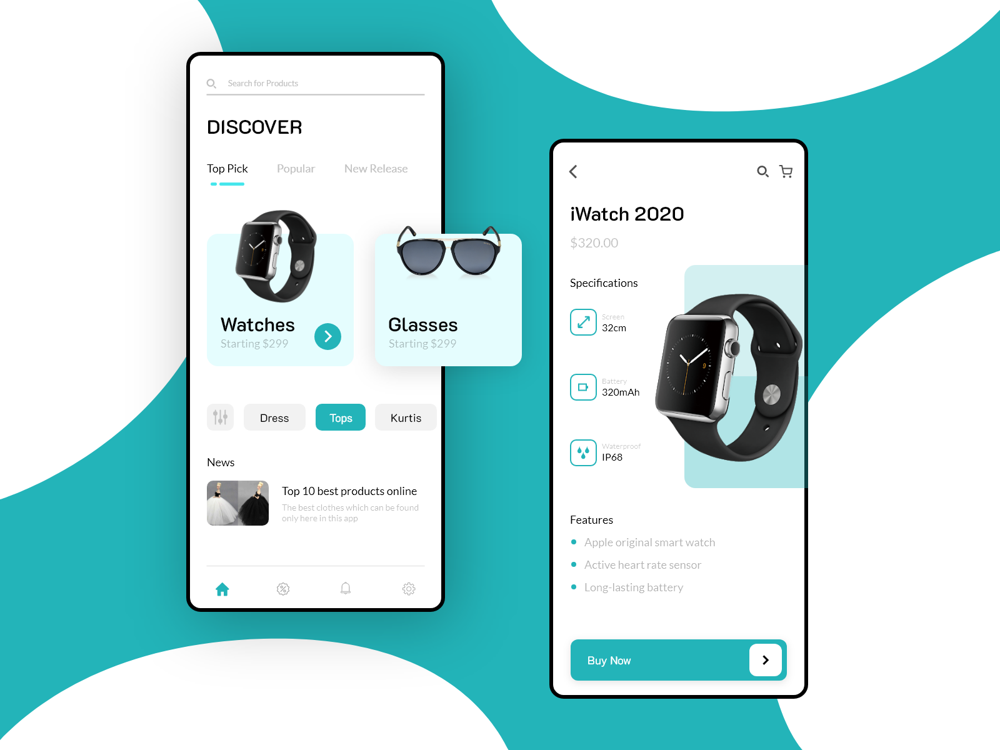 Search for Products
DISCOVER
Top Pick
Popular
New Release
Watches
Starting $299
Glasses
Starting $299
Dress
Tops
Kurtis
News
Top 10 best products online
The best clothes which can be found
only here in this app
iWatch 2020
$320.00
Specifications
Screen
32cm
Battery
320mAh
Waterproof
IP68
9
Features
Apple original smart watch
Active heart rate sensor
Long-lasting battery
Buy Now